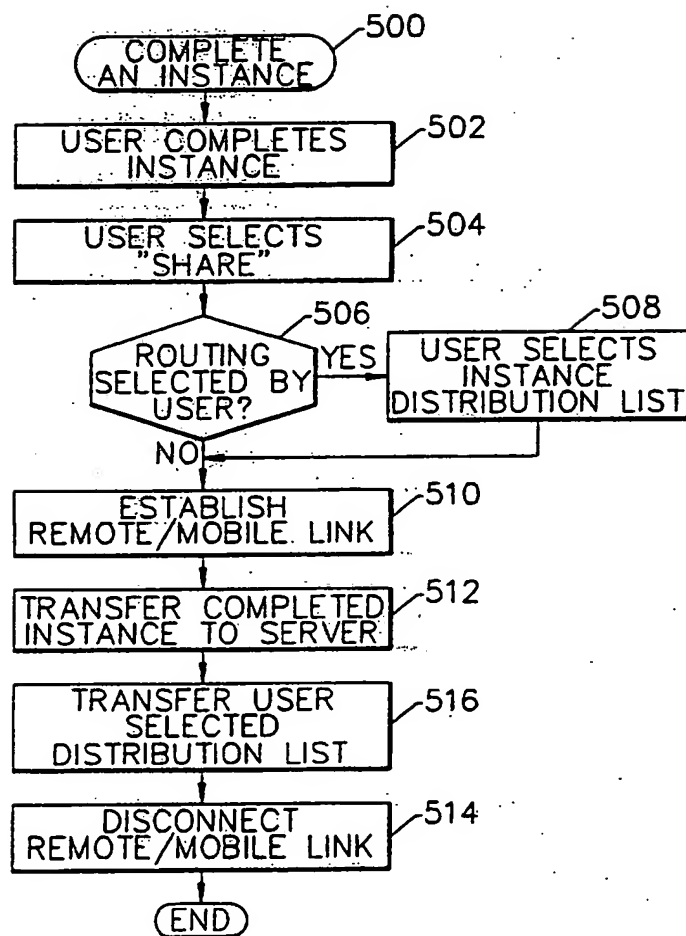 500
COMPLETE
AN INSTANCE
502
USER COMPLETES
INSTANCE
504
USER SELECTS
"SHARE"
506
ROUTING
SELECTED BY
USER?
YES
508
USER SELECTS
INSTANCE
DISTRIBUTION LIST
NO
510
ESTABLISH
REMOTE/MOBILE LINK
512
TRANSFER COMPLETED
INSTANCE TO SERVER
516
TRANSFER USER
SELECTED
DISTRIBUTION LIST
514
DISCONNECT
REMOTE/MOBILE LINK
END